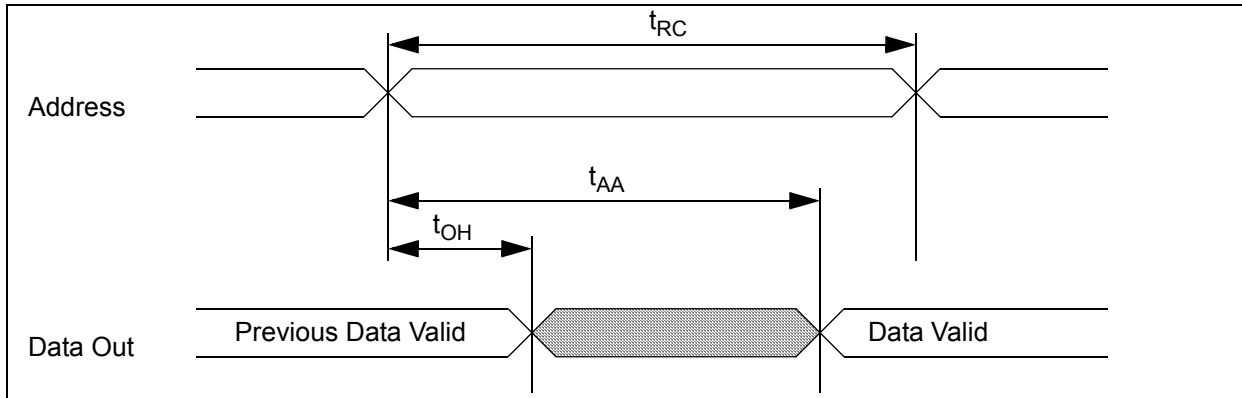 tRC
Address
tAA
tOH
Previous Data Valid
Data Valid
Data Out